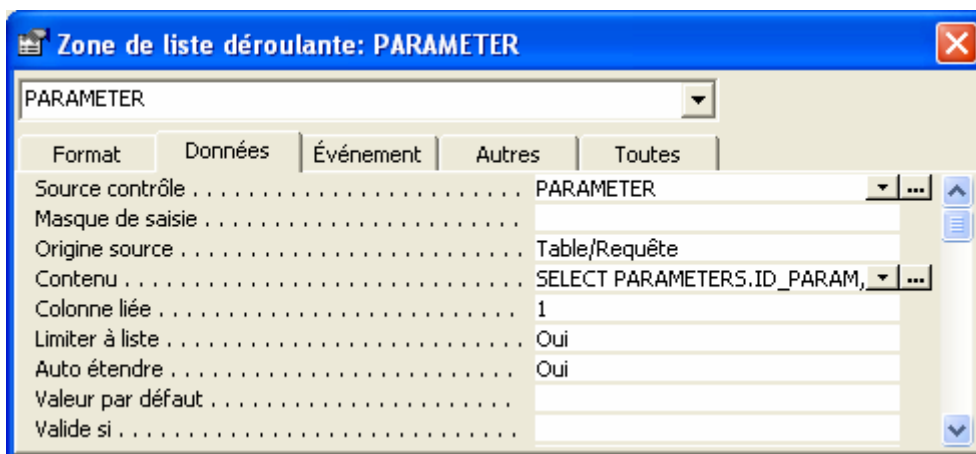 Zone de liste déroulante: PARAMETER
PARAMETER
Format Données Événement Autres Toutes
Source contrôle . . . . . . . . . . . . . . . . . . . . . . . . PARAMETER ...
Masque de saisie . . . . . . . . . . . . . . . . . . . . . . .
Origine source . . . . . . . . . . . . . . . . . . . . . . . . . Table/Requête
Contenu . . . . . . . . . . . . . . . . . . . . . . . . . . . . . SELECT PARAMETERS.ID_PARAM, ...
Colonne liée . . . . . . . . . . . . . . . . . . . . . . . . . . 1
Limiter à liste . . . . . . . . . . . . . . . . . . . . . . . . . . Oui
Auto étendre . . . . . . . . . . . . . . . . . . . . . . . . . Oui
Valeur par défaut . . . . . . . . . . . . . . . . . . . . . .
Valide si . . . . . . . . . . . . . . . . . . . . . . . . . . . . .